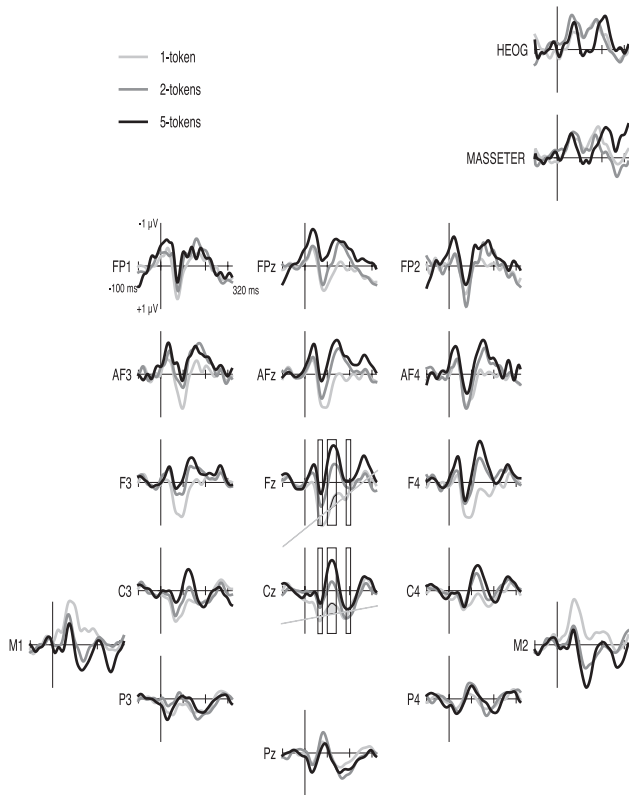 1-token
2-tokens
5-tokens
HEOG
MASSETER
-1 µV
FP1
-100 ms
320 ms
+1 µV
FPz
FP2
AF3
AFz
AF4
F3
Fz
F4
C3
Cz
C4
M1
M2
P3
P4
Pz